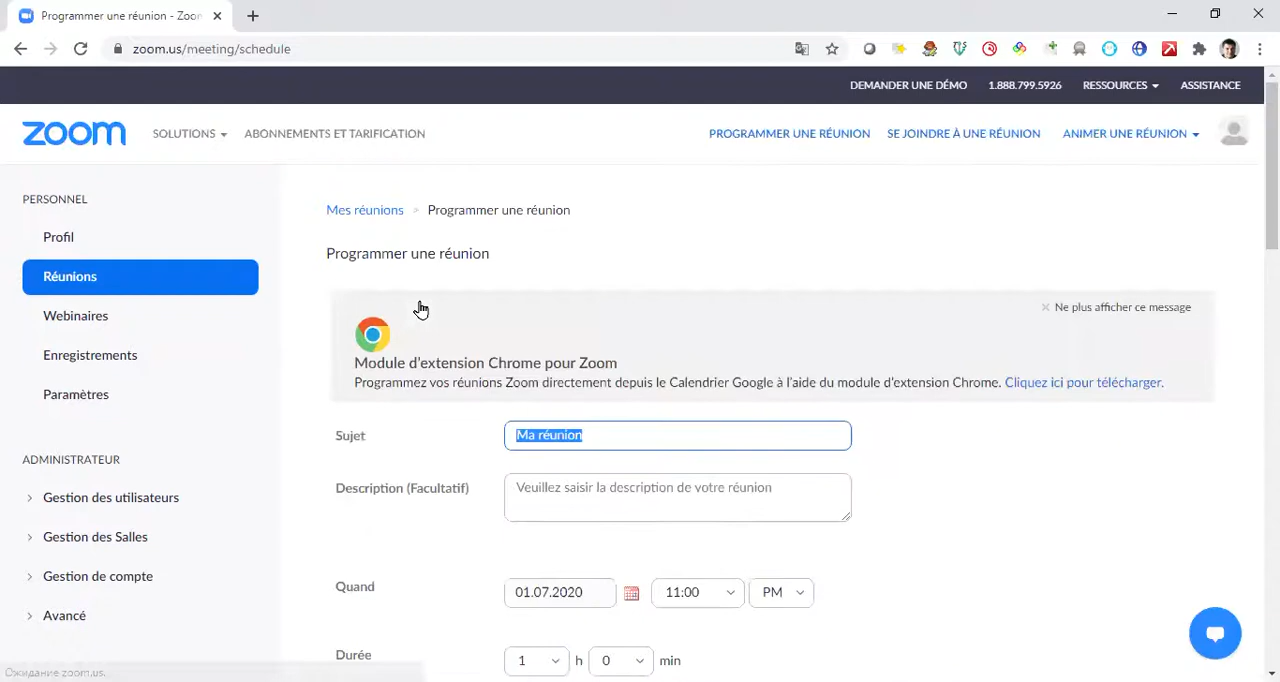 Programmer une réunion - Zoo
zoom.us/meeting/schedule
DEMANDER UNE DÉMO 1.888.799.5926 RESSOURCES ASSISTANCE
zoom SOLUTIONS ABONNEMENTS ET TARIFICATION PROGRAMMER UNE RÉUNION SE JOINDRE À UNE RÉUNION ANIMER UNE RÉUNION
PERSONNEL
Profil
Réunions
Webinaires
Enregistrements
Paramètres
ADMINISTRATEUR
Gestion des utilisateurs
Gestion des Salles
Gestion de compte
Avancé
Mes réunions > Programmer une réunion
Programmer une réunion
× Ne plus afficher ce message
Module d'extension Chrome pour Zoom
Programmez vos réunions Zoom directement depuis le Calendrier Google à l'aide du module d'extension Chrome. Cliquez ici pour télécharger.
Sujet Ma réunion
Description (Facultatif) Veuillez saisir la description de votre réunion
Quand 01.07.2020 11:00 PM
Durée 1 h 0 min
Ожидание zoom.us.